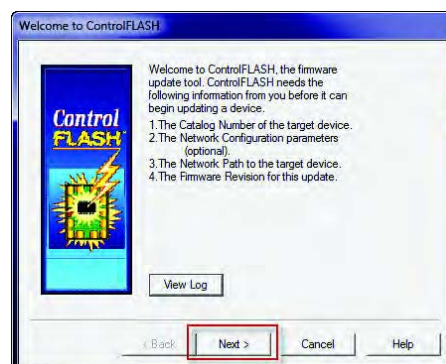 Welcome to ControlFLASH
Control
FLASH
Welcome to ControlFLASH, the firmware
update tool. ControlFLASH needs the
following information from you before it can
begin updating a device.
1.The Catalog Number of the target device.
2.The Network Configuration parameters
(optional).
3.The Network Path to the target device.
4.The Firmware Revision for this update.
View Log
< Back
Next >
Cancel
Help